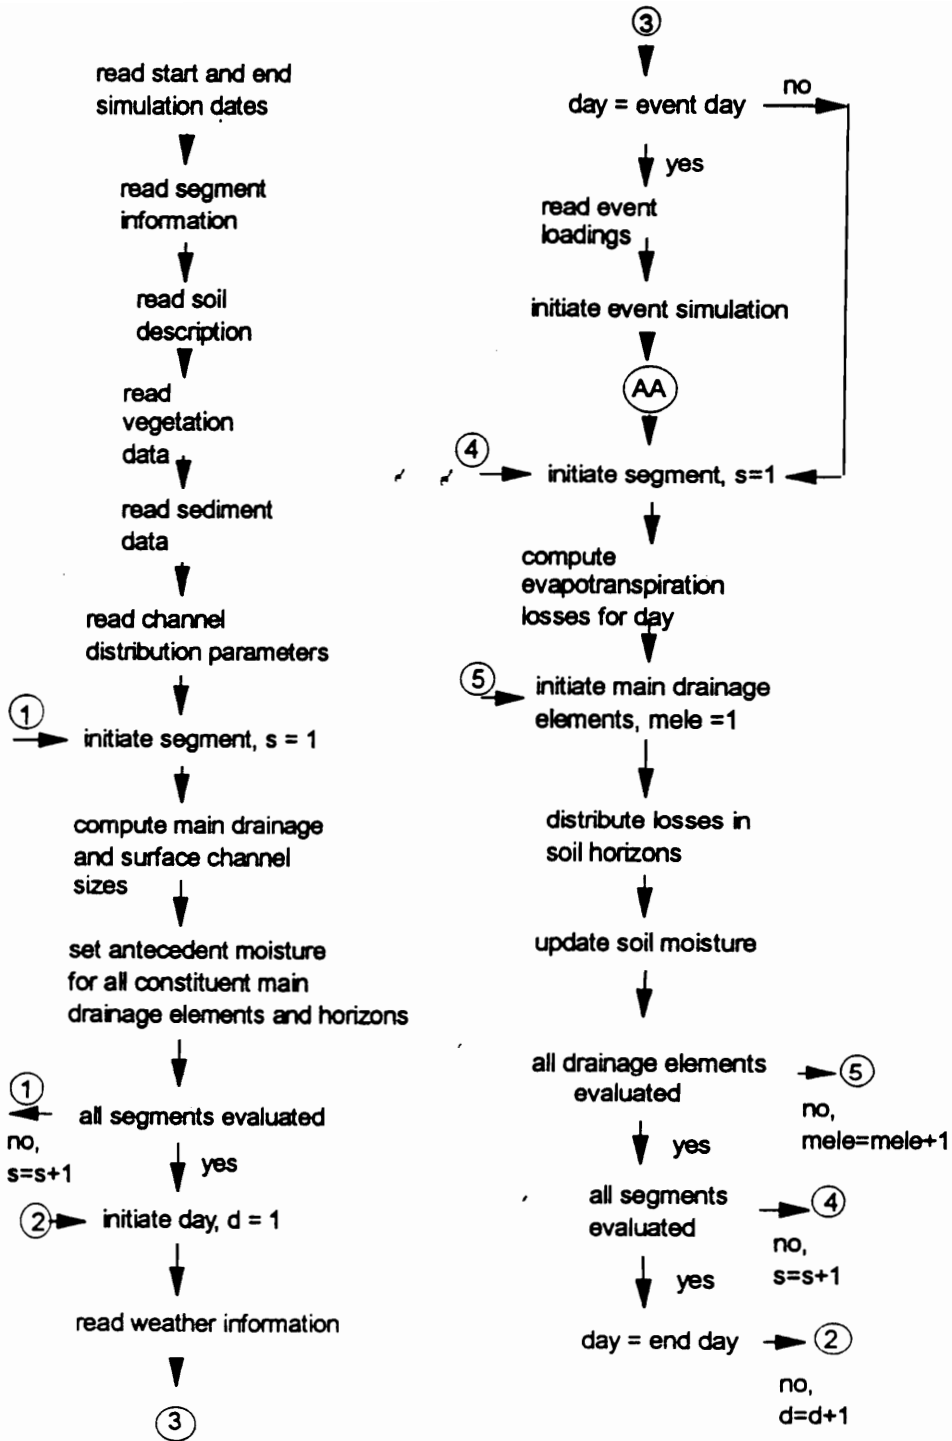 read start and end
simulation dates
read segment
information
read soil
description
read
vegetation
data
read sediment
data
read channel
distribution parameters
1
initiate segment, s = 1
compute main drainage
and surface channel
sizes
set antecedent moisture
for all constituent main
drainage elements and horizons
1
all segments evaluated
no,
s=s+1
yes
2
initiate day, d = 1
read weather information
3
3
day = event day
no
yes
read event
loadings
initiate event simulation
AA
4
initiate segment, s=1
compute
evapotranspiration
losses for day
5
initiate main drainage
elements, mele =1
distribute losses in
soil horizons
update soil moisture
all drainage elements
evaluated
5
no,
mele=mele+1
yes
all segments
evaluated
4
no,
s=s+1
yes
day = end day
2
no,
d=d+1